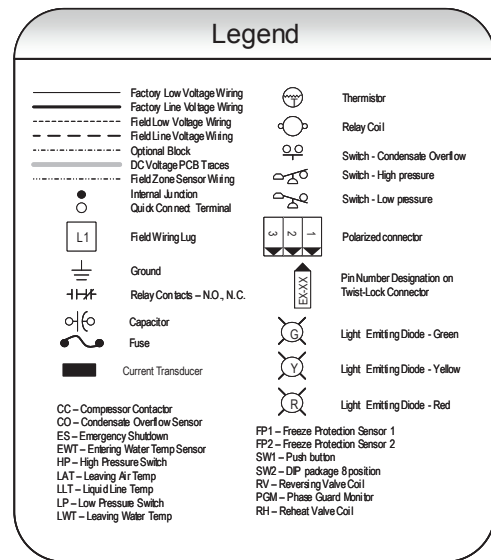 Legend
Factory Low Voltage Wiring
Factory Line Voltage Wiring
Field Low Voltage Wiring
Field Line Voltage Wiring
Optional Block
DC Voltage PCB Traces
Field Zone Sensor Wiring
Internal Junction
Quick Connect Terminal
L1
Field Wiring Lug
Ground
Relay Contacts – N.O., N.C.
Capacitor
Fuse
Current Transducer
T
Thermistor
Relay Coil
Switch - Condensate Overflow
Switch - High pressure
Switch - Low pressure
3 2 1
Polarized connector
EX-XX
Pin Number Designation on
Twist-Lock Connector
G
Light Emitting Diode - Green
Y
Light Emitting Diode - Yellow
R
Light Emitting Diode - Red
CC – Compressor Contactor
CO – Condensate Overflow Sensor
ES – Emergency Shutdown
EWT – Entering Water Temp Sensor
HP – High Pressure Switch
LAT – Leaving Air Temp
LLT – Liquid Line Temp
LP – Low Pressure Switch
LWT – Leaving Water Temp
FP1 – Freeze Protection Sensor 1
FP2 – Freeze Protection Sensor 2
SW1 – Push button
SW2 – DIP package 8 position
RV – Reversing Valve Coil
PGM – Phase Guard Monitor
RH – Reheat Valve Coil